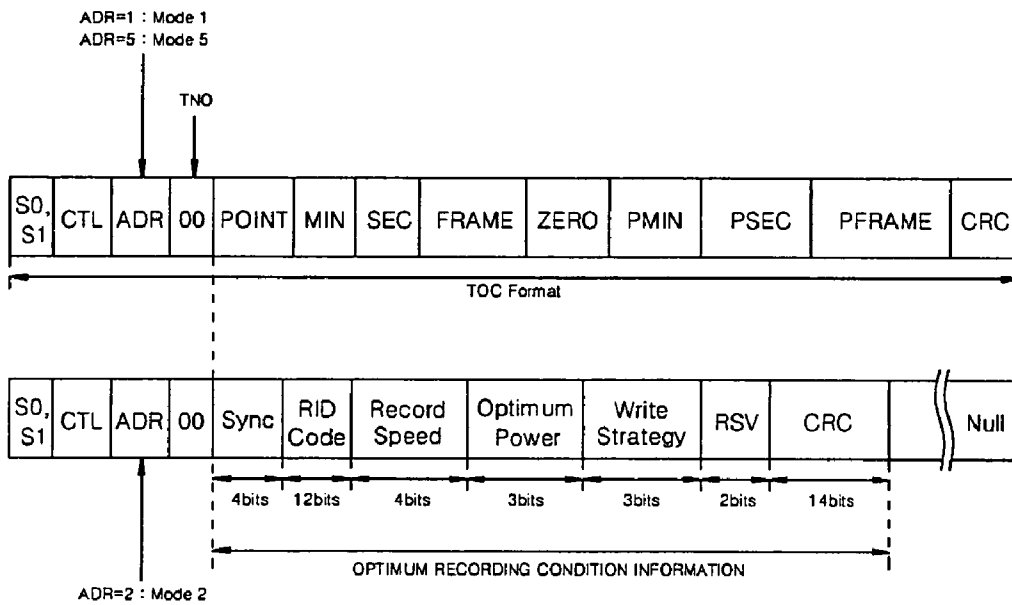 ADR=1 : Mode 1
ADR=5 : Mode 5
TNO
S0, S1 CTL ADR 00 POINT MIN SEC FRAME ZERO PMIN PSEC PFRAME CRC
TOC Format
S0, S1 CTL ADR 00 Sync RID Code Record Speed Optimum Power Write Strategy RSV CRC Null
4bits 12bits 4bits 3bits 3bits 2bits 14bits
OPTIMUM RECORDING CONDITION INFORMATION
ADR=2 : Mode 2